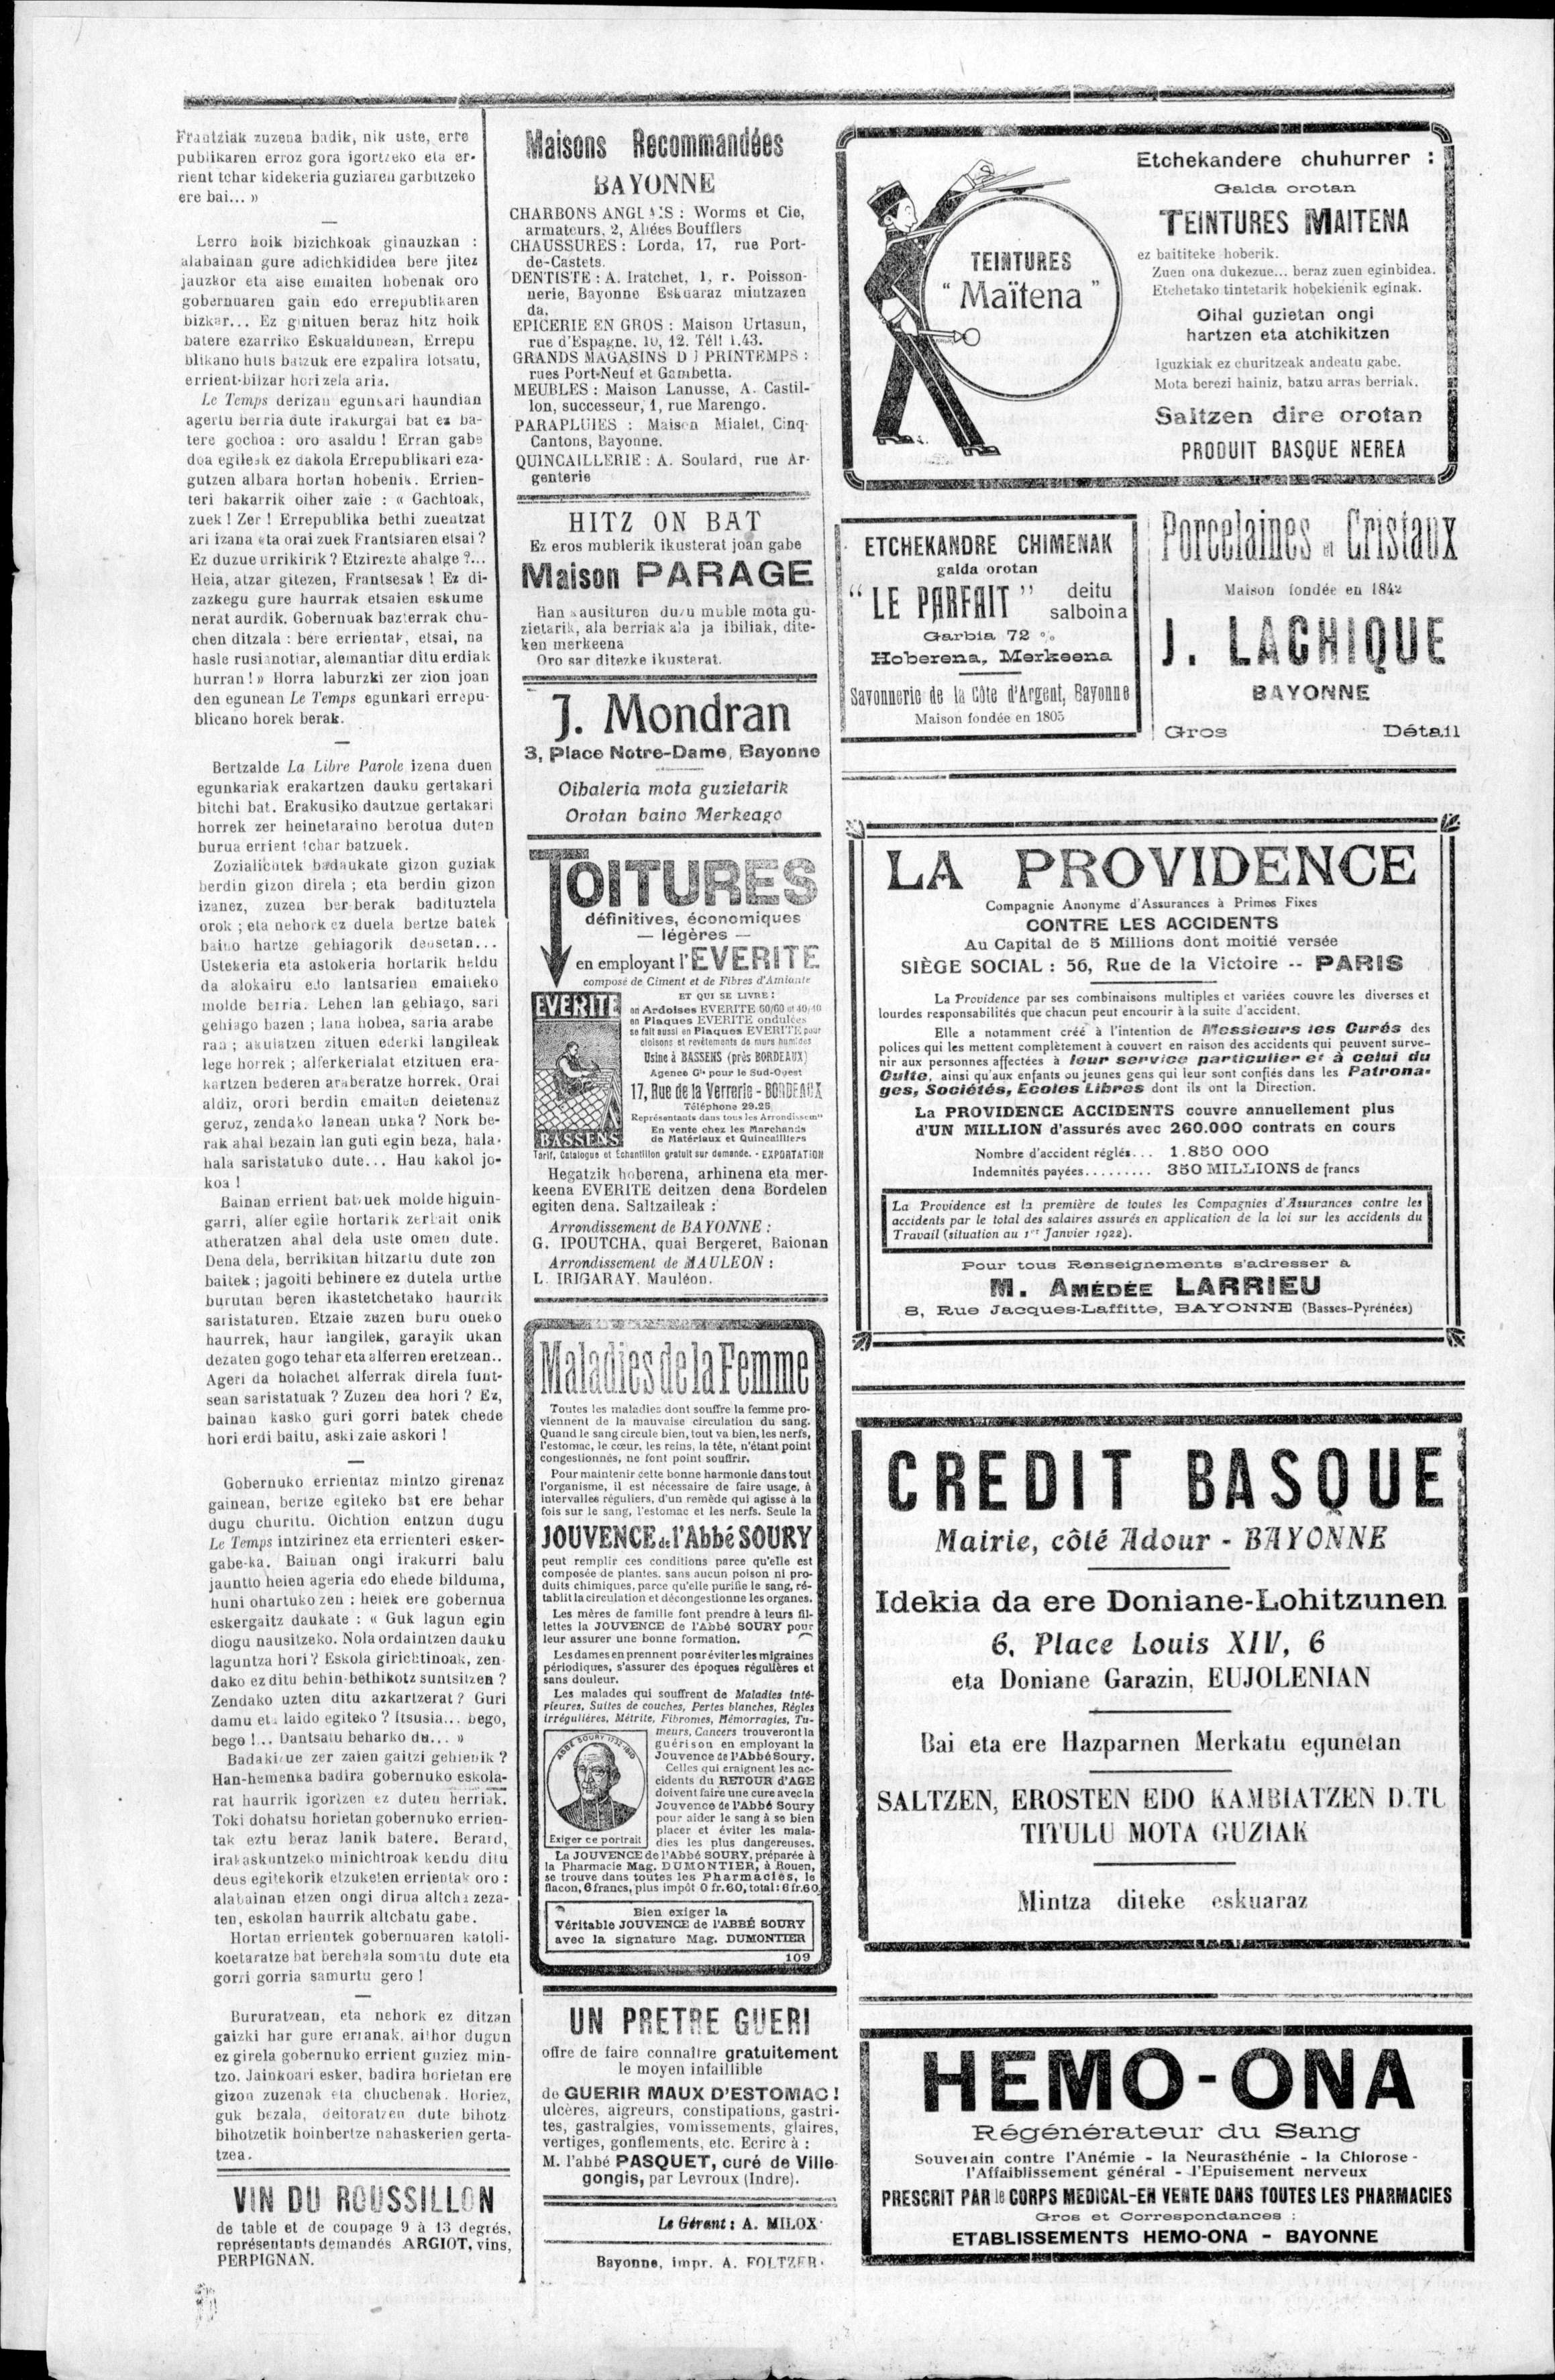 Frantziak zuzena badik, nik uste, erre
publikaren erroz gora igortzeko eta er-
rient tchar kidekeria guziaren garbitzeko
ere bai... »
Lerro hoik bizichkoak ginauzkan :
alabainan gure adichkididea bere jitez
jauzkor eta aise emaiten hobenak oro
gobernuaren gain edo errepublikaren
bizkar... Ez ginituen beraz hitz hoik
batere ezarriko Eskualdunean, Errepu
blikano huts batzuk ere ezpalira lotsatu,
errient-bilzar hori zela aria.
Le Temps derizan egunkari haundian
agertu berria dute irakurgai bat ez ba-
tere gochoa : oro asaldu ! Erran gabe
doa egileak ez dakola Errepublikari eza-
gutzen albara hortan hobenik. Errien-
teri bakarrik oiher zaie : « Gachtoak,
zuek ! Zer ! Errepublika bethi zuentzat
ari izana eta orai zuek Frantsiaren etsai ?
Ez duzue urrikirik ? Etzirezte ahalge ?...
Heia, atzar gitezen, Frantsesak ! Ez di-
zazkegu gure haurrak etsaien eskume
nerat aurdik. Gobernuak bazterrak chu-
chen ditzala : bere errientak, etsai, na
hasle rusianotiar, alemantiar ditu erdiak
hurran ! » Horra laburzki zer zion joan
den egunean Le Temps egunkari errepu-
blicano horek berak.
Bertzalde La Libre Parole izena duen
egunkariak erakartzen dauku gertakari
bitchi bat. Erakusiko dautzue gertakari
horrek zer heinetaraino berotua duten
burua errient tchar batzuek.
Zozialichtek badaukate gizon guziak
berdin gizon direla ; eta berdin gizon
izanez, zuzen ber berak badituztela
orok ; eta nehork ez duela bertze batek
baino hartze gehiagorik deusetan...
Ustekeria eta astokeria hortarik heldu
da alokairu edo lantsarien emaiteko
molde berria. Lehen lan gehiago, sari
gehiago bazen ; lana hobea, saria arabe
raa ; akulatzen zituen ederki langileak
lege horrek ; alferkerialat etzituen era-
kartzen bederen araberatze horrek. Orai
aldiz, orori berdin emaiten deietenaz
geroz, zendako lanean unka ? Nork be-
rak ahal bezain lan guti egin beza, hala-
hala saristatuko dute... Hau kakol jo-
koa !
Bainan errient batzuek molde higuin-
garri, alfer egile hortarik zerbait onik
atheratzen ahal dela uste omen dute.
Dena dela, berrikitan hitzartu dute zon
baitek ; jagoiti behinere ez dutela urthe
burutan beren ikastetchetako haurrik
saristaturen. Etzaie zuzen buru oneko
haurrek, haur langilek, garayik ukan
dezaten gogo tchar eta alferren eretzean..
Ageri da holachet alferrak direla funt-
sean saristatuak ? Zuzen dea hori ? Ez,
bainan kasko guri gorri batek chede
hori erdi baitu, aski zaie askori !
Gobernuko errientaz mintzo girenaz
gainean, bertze egiteko bat ere behar
dugu churitu. Oichtion entzun dugu
Le Temps intzirinez eta errienteri esker-
gabe-ka. Bainan ongi irakurri balu
jauntto heien ageria edo chede bilduma,
huni ohartuko zen : heiek ere gobernua
eskergaitz daukate : « Guk lagun egin
diogu nausitzeko. Nola ordaintzen dauku
laguntza hori ? Eskola girichtinoak, zen-
dako ez ditu behin-bethikotz suntsitzen ?
Zendako uzten ditu azkartzerat ? Guri
damu eta laido egiteko ? Itsusia... bego,
bego !... Dantsatu beharko du... »
Badakizue zer zaien gaitzi gehienik ?
Han-hemenka badira gobernuko eskola-
rat haurrik igortzen ez duten herriak.
Toki dohatsu horietan gobernuko errien-
tak eztu beraz lanik batere. Berard,
irakaskuntzeko minichtroak kendu ditu
deus egitekorik etzuketen errientak oro :
alabainan etzen ongi dirua altcha zeza-
ten, eskolan haurrik altchatu gabe.
Hortan errientek gobernuaren katoli-
koetaratze bat berehala somatu dute eta
gorri gorria samurtu gero !
Bururatzean, eta nehork ez ditzan
gaizki har gure erranak, aithor dugun
ez girela gobernuko errient guziez min-
tzo. Jainkoari esker, badira horietan ere
gizon zuzenak eta chuchenak. Horiez,
guk bezala, deitoratzen dute bihotz
bihotzetik hoinbertze nahaskerien gerta-
tzea.
VIN DU ROUSSILLON
de table et de coupage 9 à 13 degrés,
représentants demandés ARGIOT, vins,
PERPIGNAN.
Maisons Recommandées
BAYONNE
CHARBONS ANGLAIS : Worms et Cie,
armateurs, 2, Allées Boufflers
CHAUSSURES : Lorda, 17, rue Port-
de-Castets.
DENTISTE : A. Iratchet, 1, r. Poisson-
nerie, Bayonne Eskuaraz mintzazen
da.
EPICERIE EN GROS : Maison Urtasun,
rue d'Espagne, 10, 12. Tél! 1.43.
GRANDS MAGASINS DU PRINTEMPS :
rues Port-Neuf et Gambetta.
MEUBLES : Maison Lanusse, A. Castil-
lon, successeur, 1, rue Marengo.
PARAPLUIES : Maison Mialet, Cinq-
Cantons, Bayonne.
QUINCAILLERIE : A. Soulard, rue Ar-
genterie
HITZ ON BAT
Ez eros mublerik ikusterat joan gabe
Maison PARAGE
Han kausituren duzu muble mota gu-
zietarik, ala berriak ala ja ibiliak, dite-
ken merkeena
Oro sar ditezke ikusterat.
J. Mondran
3, Place Notre-Dame, Bayonne
Oihaleria mota guzietarik
Orotan baino Merkeago
TOITURES
définitives, économiques
— légères —
en employant l'EVERITE
composé de Ciment et de Fibres d'Amiante
ET QUI SE LIVRE :
EVERITE
en Ardoises EVERITE 60/60 et 40/40
en Plaques EVERITE ondulées
se fait aussi en Plaques EVERITE pour
cloisons et revêtements de murs humides
Usine à BASSENS (près BORDEAUX)
Agence Gle pour le Sud-Ouest
17, Rue de la Verrerie - BORDEAUX
Téléphone 29.25
Représentants dans tous les Arrondissemts
En vente chez les Marchands
de Matériaux et Quincailliers
BASSENS
Tarif, Catalogue et Échantillon gratuit sur demande. - EXPORTATION
Hegatzik hoberena, arhinena eta mer-
keena EVERITE deitzen dena Bordelen
egiten dena. Saltzaileak :
Arrondissement de BAYONNE :
G. IPOUTCHA, quai Bergeret, Baionan
Arrondissement de MAULEON :
L. IRIGARAY, Mauléon.
Maladies de la Femme
Toutes les maladies dont souffre la femme pro-
viennent de la mauvaise circulation du sang.
Quand le sang circule bien, tout va bien, les nerfs,
l'estomac, le cœur, les reins, la tête, n'étant point
congestionnés, ne font point souffrir.
Pour maintenir cette bonne harmonie dans tout
l'organisme, il est nécessaire de faire usage, à
intervalles réguliers, d'un remède qui agisse à la
fois sur le sang, l'estomac et les nerfs. Seule la
JOUVENCE de l'Abbé SOURY
peut remplir ces conditions parce qu'elle est
composée de plantes, sans aucun poison ni pro-
duits chimiques, parce qu'elle purifie le sang, ré-
tablit la circulation et décongestionne les organes.
Les mères de famille font prendre à leurs fil-
lettes la JOUVENCE de l'Abbé SOURY pour
leur assurer une bonne formation.
Les dames en prennent pour éviter les migraines
périodiques, s'assurer des époques régulières et
sans douleur.
Les malades qui souffrent de Maladies inté-
rieures, Suites de couches, Pertes blanches, Règles
irrégulières, Métrite, Fibromes, Hémorragies, Tu-
meurs, Cancers trouveront la
guérison en employant la
Jouvence de l'Abbé Soury.
Celles qui craignent les ac-
cidents du RETOUR d'AGE
doivent faire une cure avec la
Jouvence de l'Abbé Soury
pour aider le sang à se bien
placer et éviter les mala-
dies les plus dangereuses.
ABBÉ SOURY 1732-1810
Exiger ce portrait
La JOUVENCE de l'Abbé SOURY, préparée à
la Pharmacie Mag. DUMONTIER, à Rouen,
se trouve dans toutes les Pharmacies, le
flacon, 6 francs, plus impôt 0 fr. 60, total : 6 fr. 60
Bien exiger la
Véritable JOUVENCE de l'ABBÉ SOURY
avec la signature Mag. DUMONTIER
109
UN PRETRE GUERI
offre de faire connaître gratuitement
le moyen infaillible
de GUERIR MAUX D'ESTOMAC !
ulcères, aigreurs, constipations, gastri-
tes, gastralgies, vomissements, glaires,
vertiges, gonflements, etc. Ecrire à :
M. l'abbé PASQUET, curé de Ville-
gongis, par Levroux (Indre).
Le Gérant : A. MILOX.
Bayonne, impr. A. FOLTZER.
TEINTURES
"Maïtena"
Etchekandere chuhurrer :
Galda orotan
TEINTURES MAITENA
ez baititeke hoberik.
Zuen ona dukezue... beraz zuen eginbidea.
Etchetako tintetarik hobekienik eginak.
Oihal guzietan ongi
hartzen eta atchikitzen
Iguzkiak ez churitzeak andeatu gabe.
Mota berezi hainiz, batzu arras berriak.
Saltzen dire orotan
PRODUIT BASQUE NEREA
ETCHEKANDRE CHIMENAK
galda orotan
"LE PARFAIT" deitu
salboina
Garbia 72 %
Hoberena, Merkeena
Savonnerie de la Côte d'Argent, Bayonne
Maison fondée en 1805
Porcelaines et Cristaux
Maison fondée en 1842
J. LACHIQUE
BAYONNE
Gros Détail
LA PROVIDENCE
Compagnie Anonyme d'Assurances à Primes Fixes
CONTRE LES ACCIDENTS
Au Capital de 5 Millions dont moitié versée
SIÈGE SOCIAL : 56, Rue de la Victoire -- PARIS
La Providence par ses combinaisons multiples et variées couvre les diverses et
lourdes responsabilités que chacun peut encourir à la suite d'accident.
Elle a notamment créé à l'intention de Messieurs les Curés des
polices qui les mettent complètement à couvert en raison des accidents qui peuvent surve-
nir aux personnes affectées à leur service particulier et à celui du
Culte, ainsi qu'aux enfants ou jeunes gens qui leur sont confiés dans les Patrona-
ges, Sociétés, Ecoles Libres dont ils ont la Direction.
La PROVIDENCE ACCIDENTS couvre annuellement plus
d'UN MILLION d'assurés avec 260.000 contrats en cours
Nombre d'accident réglés... 1.850 000
Indemnités payées......... 350 MILLIONS de francs
La Providence est la première de toutes les Compagnies d'Assurances contre les
accidents par le total des salaires assurés en application de la loi sur les accidents du
Travail (situation au 1er Janvier 1922).
Pour tous Renseignements s'adresser à
M. AMÉDÉE LARRIEU
8, Rue Jacques-Laffitte, BAYONNE (Basses-Pyrénées)
CREDIT BASQUE
Mairie, côté Adour - BAYONNE
Idekia da ere Doniane-Lohitzunen
6, Place Louis XIV, 6
eta Doniane Garazin, EUJOLENIAN
Bai eta ere Hazparnen Merkatu egunetan
SALTZEN, EROSTEN EDO KAMBIATZEN DITU
TITULU MOTA GUZIAK
Mintza diteke eskuaraz
HEMO-ONA
Régénérateur du Sang
Souverain contre l'Anémie - la Neurasthénie - la Chlorose -
l'Affaiblissement général - l'Epuisement nerveux
PRESCRIT PAR le CORPS MEDICAL-EN VENTE DANS TOUTES LES PHARMACIES
Gros et Correspondances :
ETABLISSEMENTS HEMO-ONA - BAYONNE